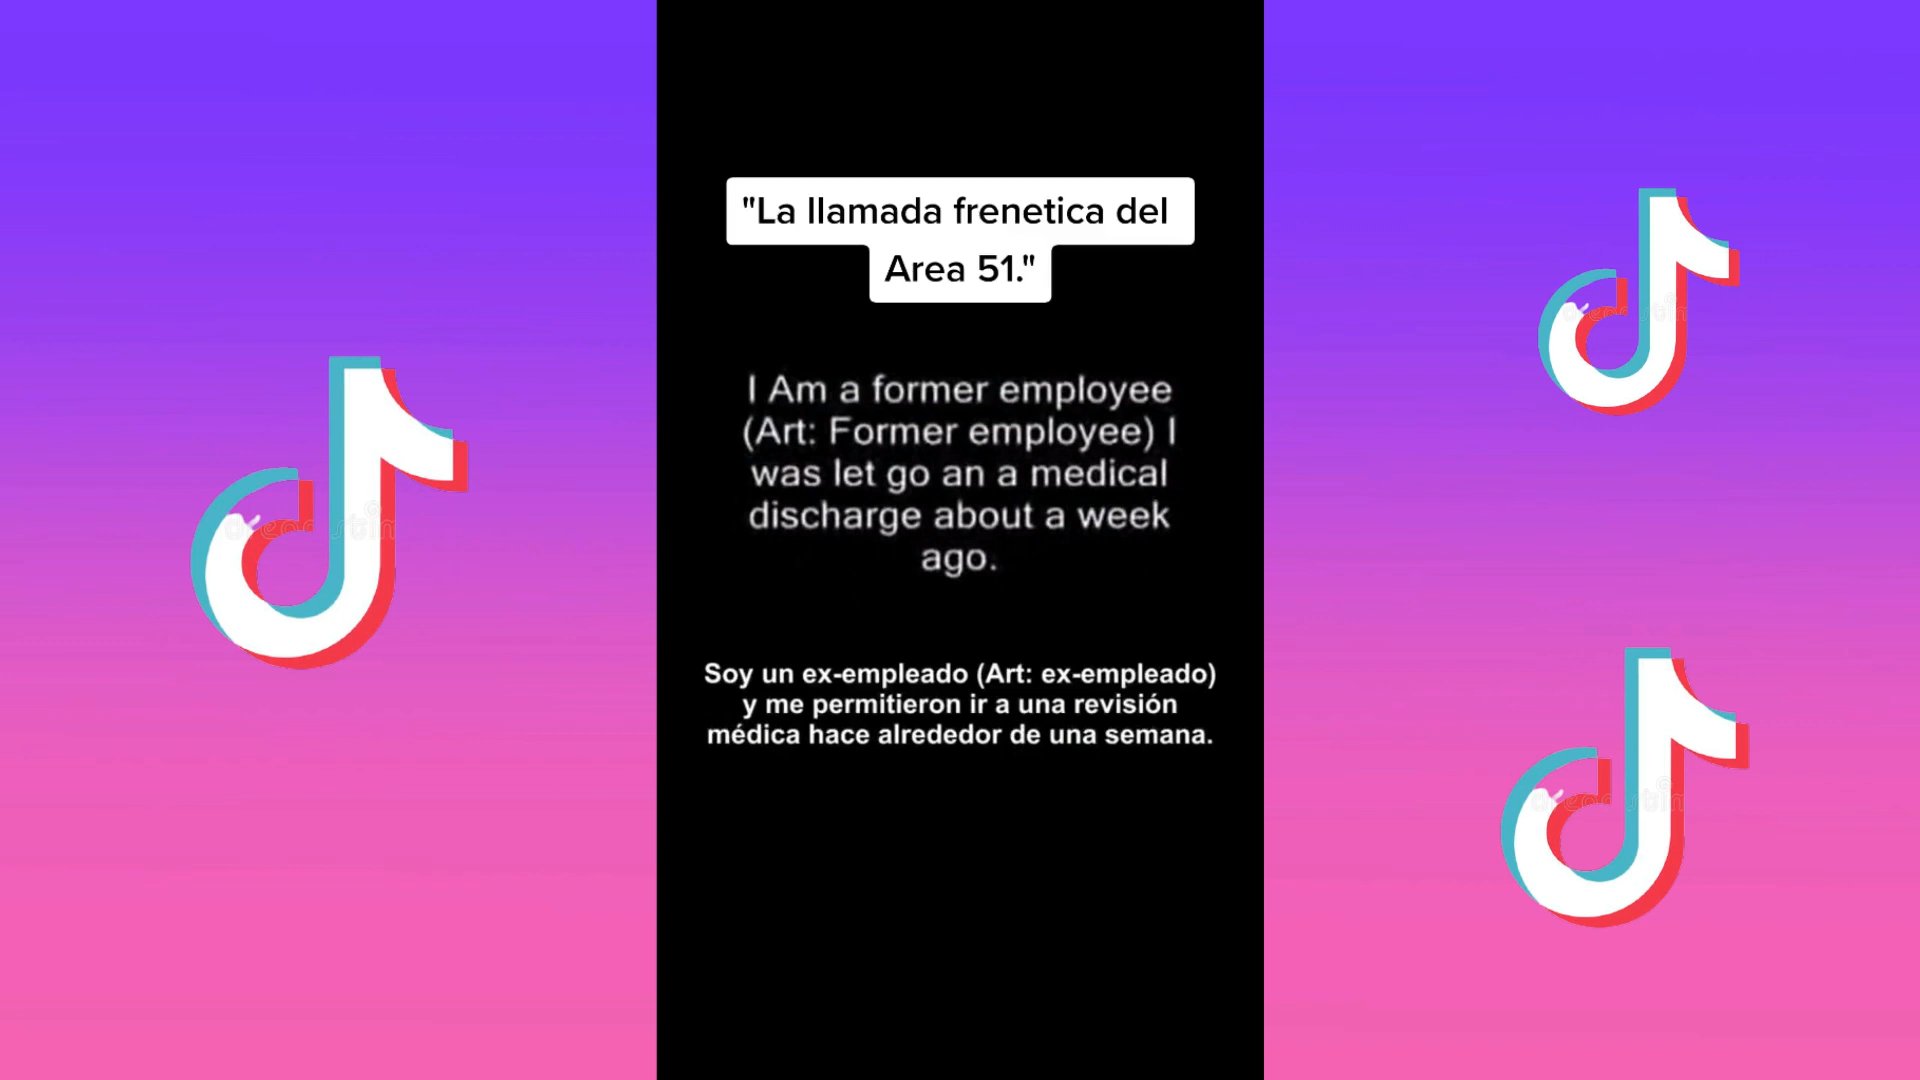 "La llamada frenetica del
Area 51."
I Am a former employee
(Art: Former employee) I
was let go an a medical
discharge about a week
ago.
Soy un ex-empleado (Art: ex-empleado)
y me permitieron ir a una revisión
médica hace alrededor de una semana.